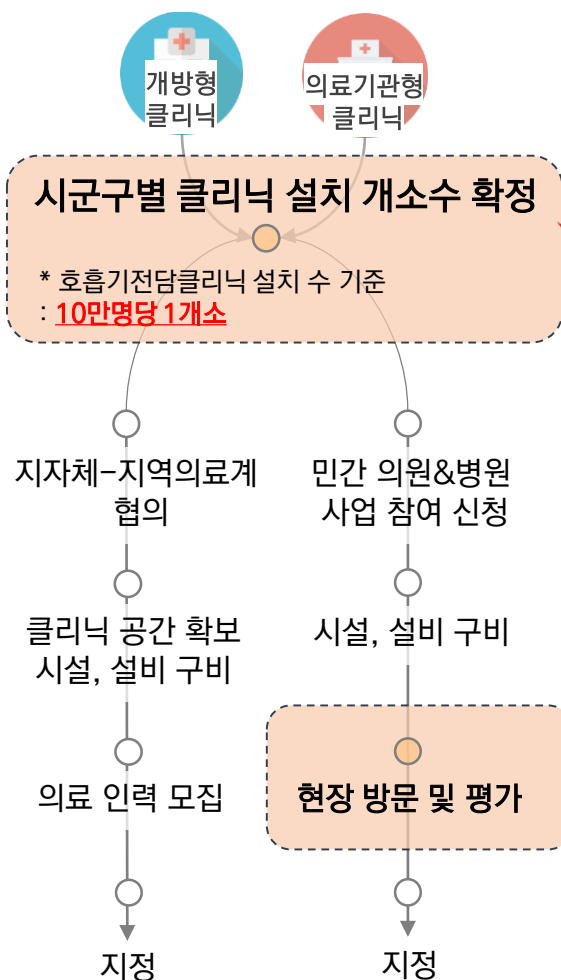 개방형
클리닉
의료기관형
클리닉
시군구별 클리닉 설치 개소수 확정
* 호흡기전담클리닉 설치 수 기준
: 10만명당 1개소
지자체-지역의료계
협의
클리닉 공간 확보
시설, 설비 구비
의료 인력 모집
지정
민간 의원&병원
사업 참여 신청
시설, 설비 구비
현장 방문 및 평가
지정